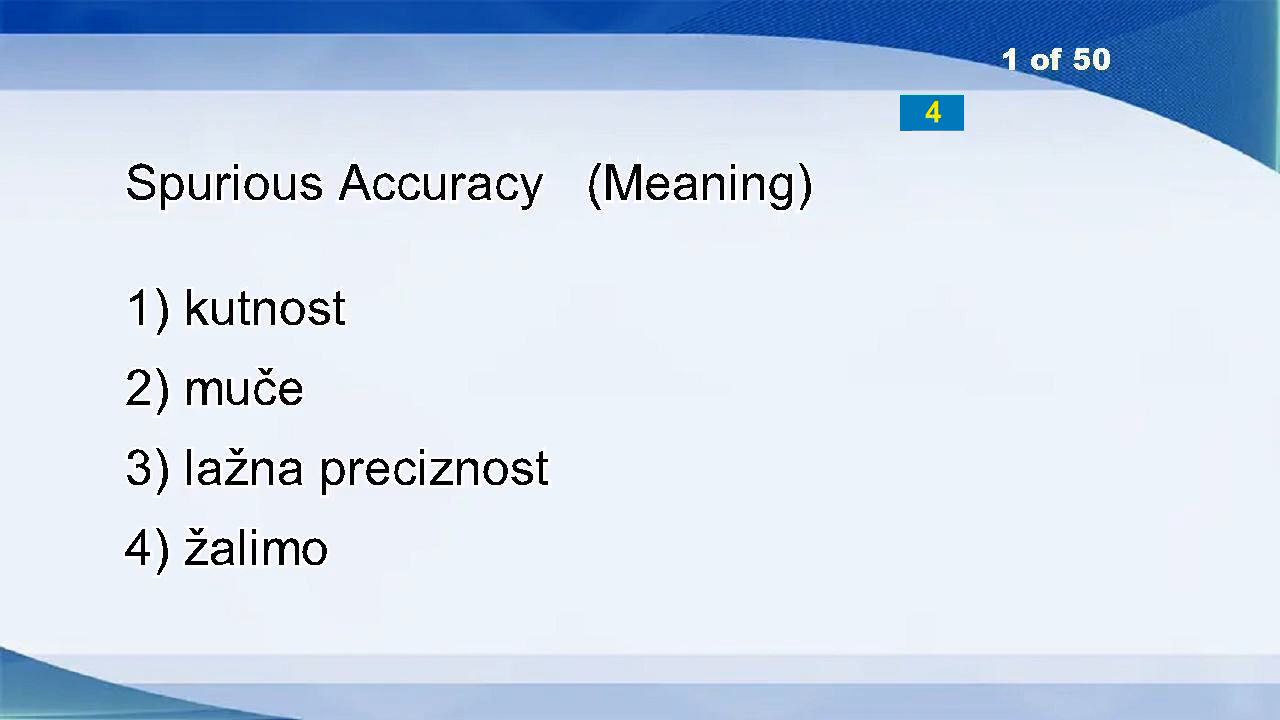 1 of 50
4
Spurious Accuracy (Meaning)
1) kutnost
2) muče
3) lažna preciznost
4) žalimo